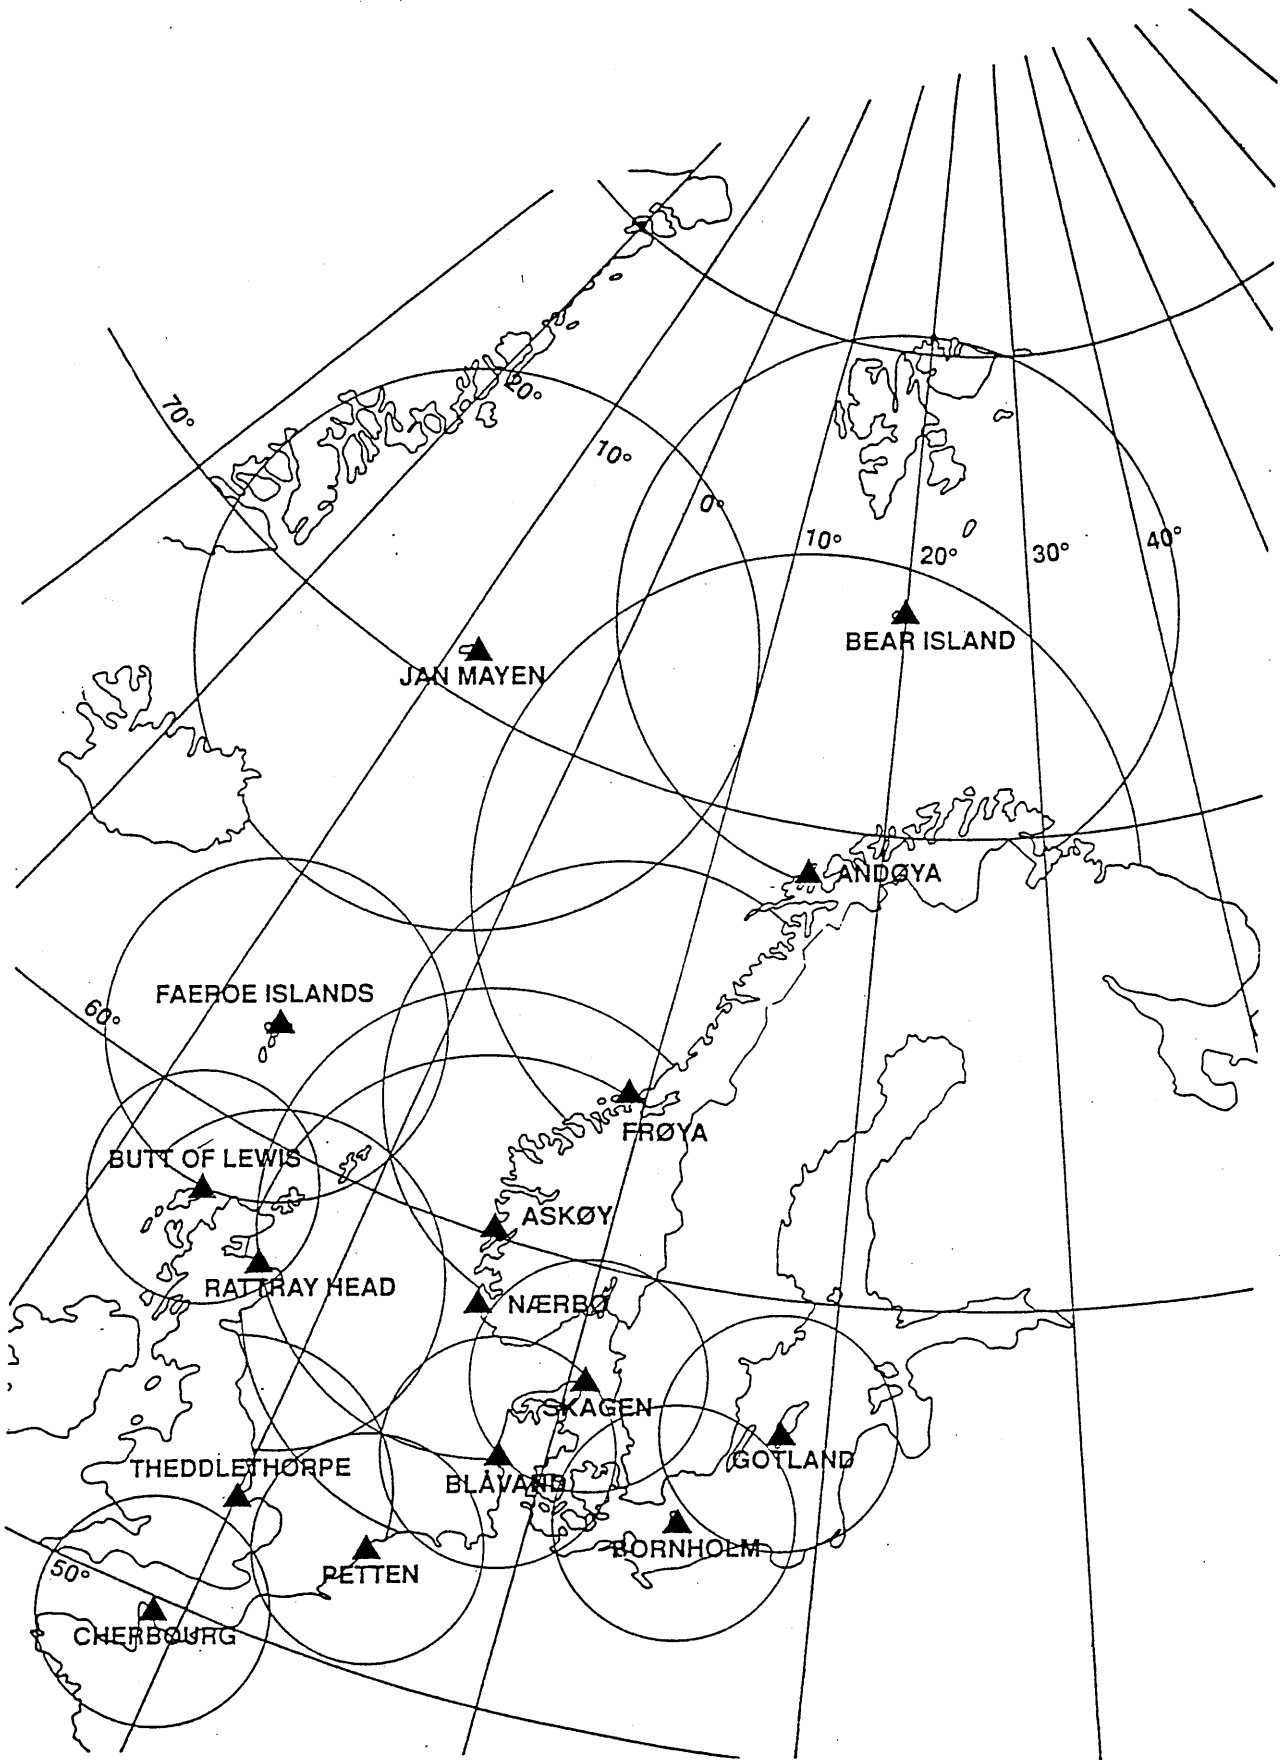 70°
20°
10°
0°
10°
20°
30°
40°
BEAR ISLAND
JAN MAYEN
ANDØYA
FAEROE ISLANDS
60°
FRØYA
BUTT OF LEWIS
ASKØY
RATTRAY HEAD
NÆRBØ
SKAGEN
GOTLAND
THEDDLETHORPE
BLÅVAND
BORNHOLM
PETTEN
50°
CHERBOURG